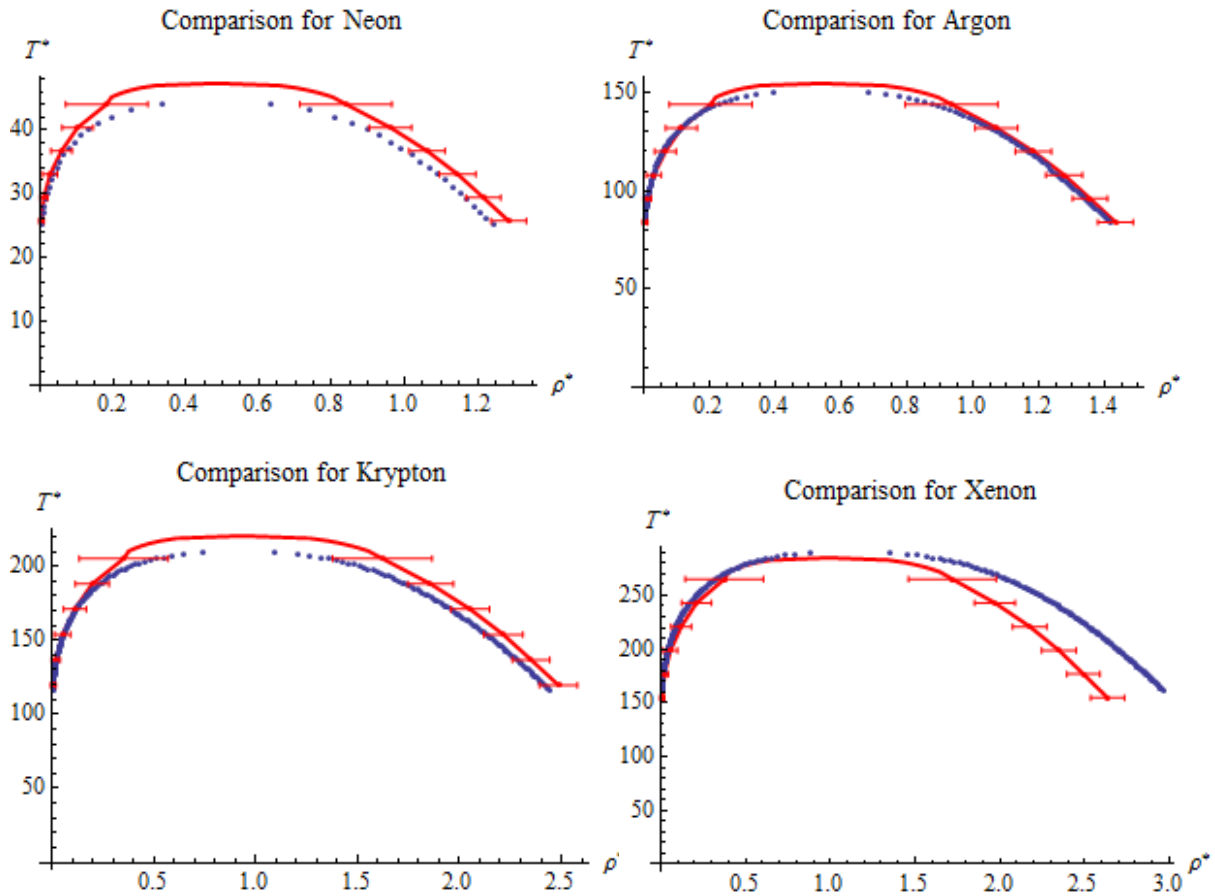 Comparison for Neon
T*
40
30
20
10
0.2 0.4 0.6 0.8 1.0 1.2
ρ*
Comparison for Argon
T*
150
100
50
0.2 0.4 0.6 0.8 1.0 1.2 1.4
ρ*
Comparison for Krypton
T*
200
150
100
50
0.5 1.0 1.5 2.0 2.5
ρ*
Comparison for Xenon
T*
250
200
150
100
50
0.5 1.0 1.5 2.0 2.5 3.0
ρ*